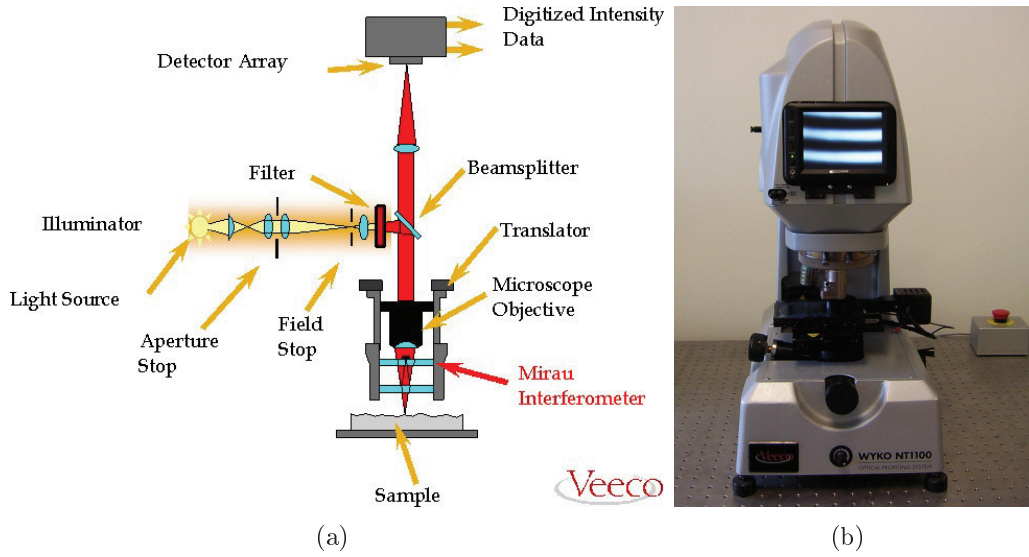 Digitized Intensity
Data
Detector Array
Filter
Beamsplitter
Illuminator
Translator
Light Source
Microscope
Objective
Aperture
Stop
Field
Stop
Mirau
Interferometer
Sample
Veeco
Veeco
WYKO NT1100
OPTICAL PROFILING SYSTEM
(a)
(b)